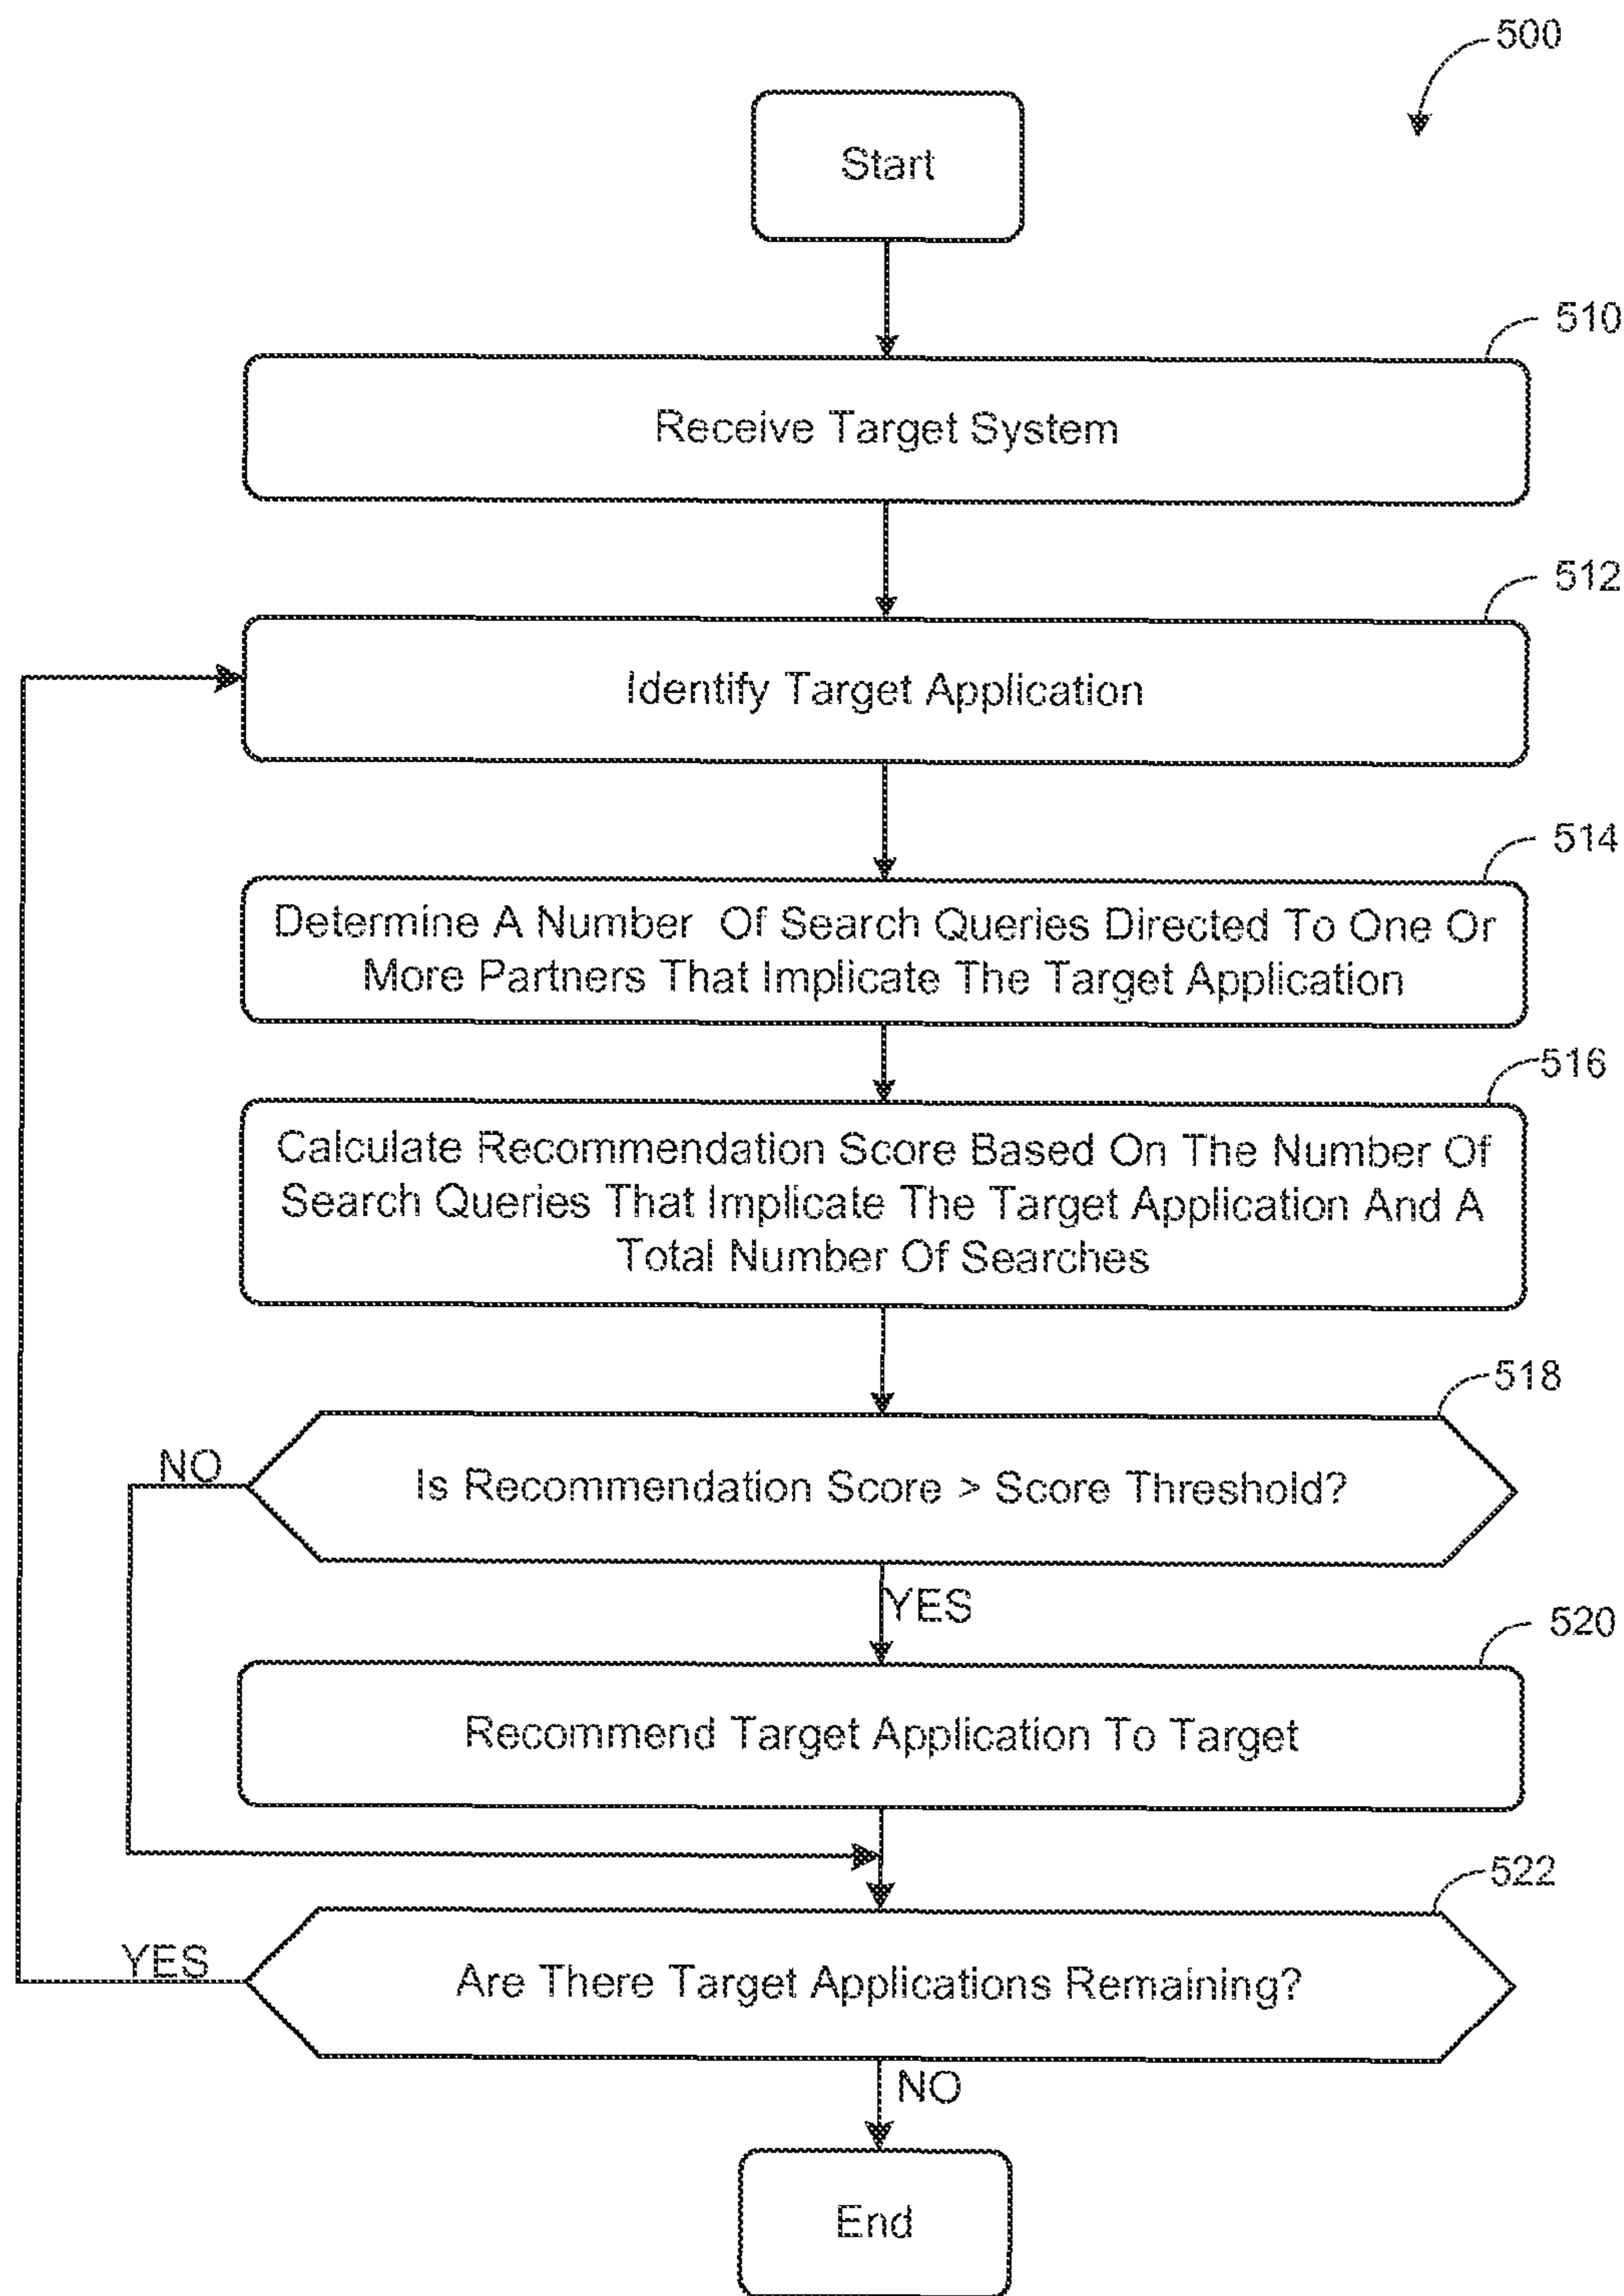 500
Start
510
Receive Target System
512
Identify Target Application
514
Determine A Number Of Search Queries Directed To One Or
More Partners That Implicate The Target Application
516
Calculate Recommendation Score Based On The Number Of
Search Queries That Implicate The Target Application And A
Total Number Of Searches
518
NO
Is Recommendation Score > Score Threshold?
YES
520
Recommend Target Application To Target
522
YES
Are There Target Applications Remaining?
NO
End